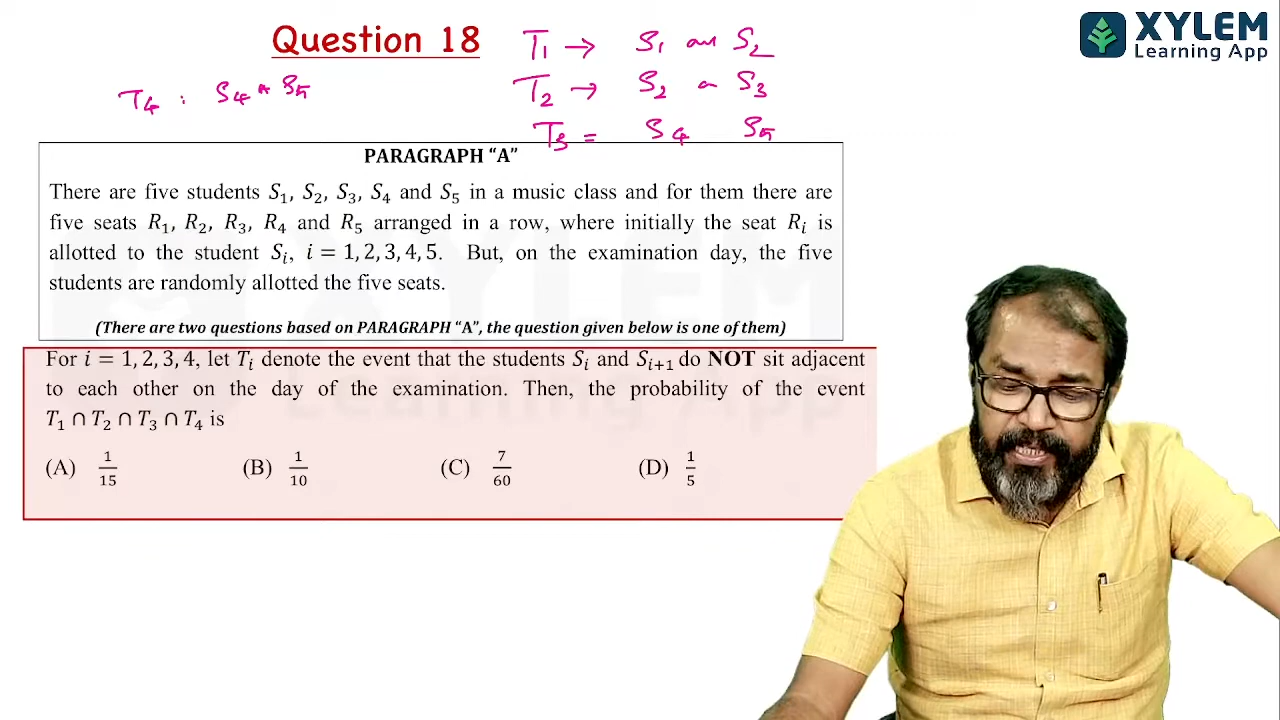 Question 18
T₁ → S₁ S₂
T₂ → S₂ S₃
T₃ = S₄ S₅
T₄ : S₄ S₅
XYLEM
Learning App
PARAGRAPH “A”
There are five students S₁, S₂, S₃, S₄ and S₅ in a music class and for them there are
five seats R₁, R₂, R₃, R₄ and R₅ arranged in a row, where initially the seat Rᵢ is
allotted to the student Sᵢ, i = 1, 2, 3, 4, 5. But, on the examination day, the five
students are randomly allotted the five seats.
(There are two questions based on PARAGRAPH “A”, the question given below is one of them)
For i = 1, 2, 3, 4, let Tᵢ denote the event that the students Sᵢ and Sᵢ₊₁ do NOT sit adjacent
to each other on the day of the examination. Then, the probability of the event
T₁ ∩ T₂ ∩ T₃ ∩ T₄ is
(A) 1/15 (B) 1/10 (C) 7/60 (D) 1/5